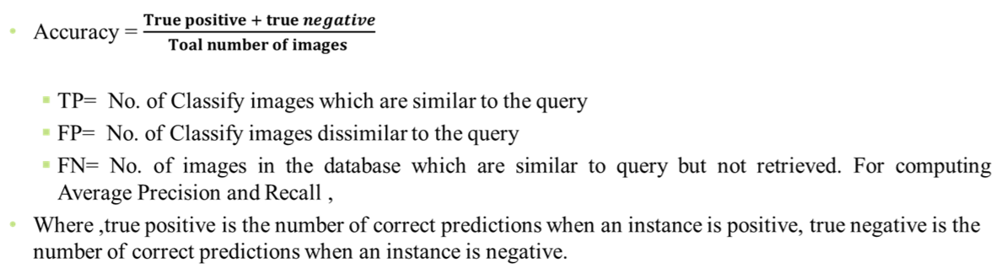 • Accuracy = True positive + true negative
Toal number of images
▪ TP= No. of Classify images which are similar to the query
▪ FP= No. of Classify images dissimilar to the query
▪ FN= No. of images in the database which are similar to query but not retrieved. For computing
Average Precision and Recall ,
• Where ,true positive is the number of correct predictions when an instance is positive, true negative is the
number of correct predictions when an instance is negative.